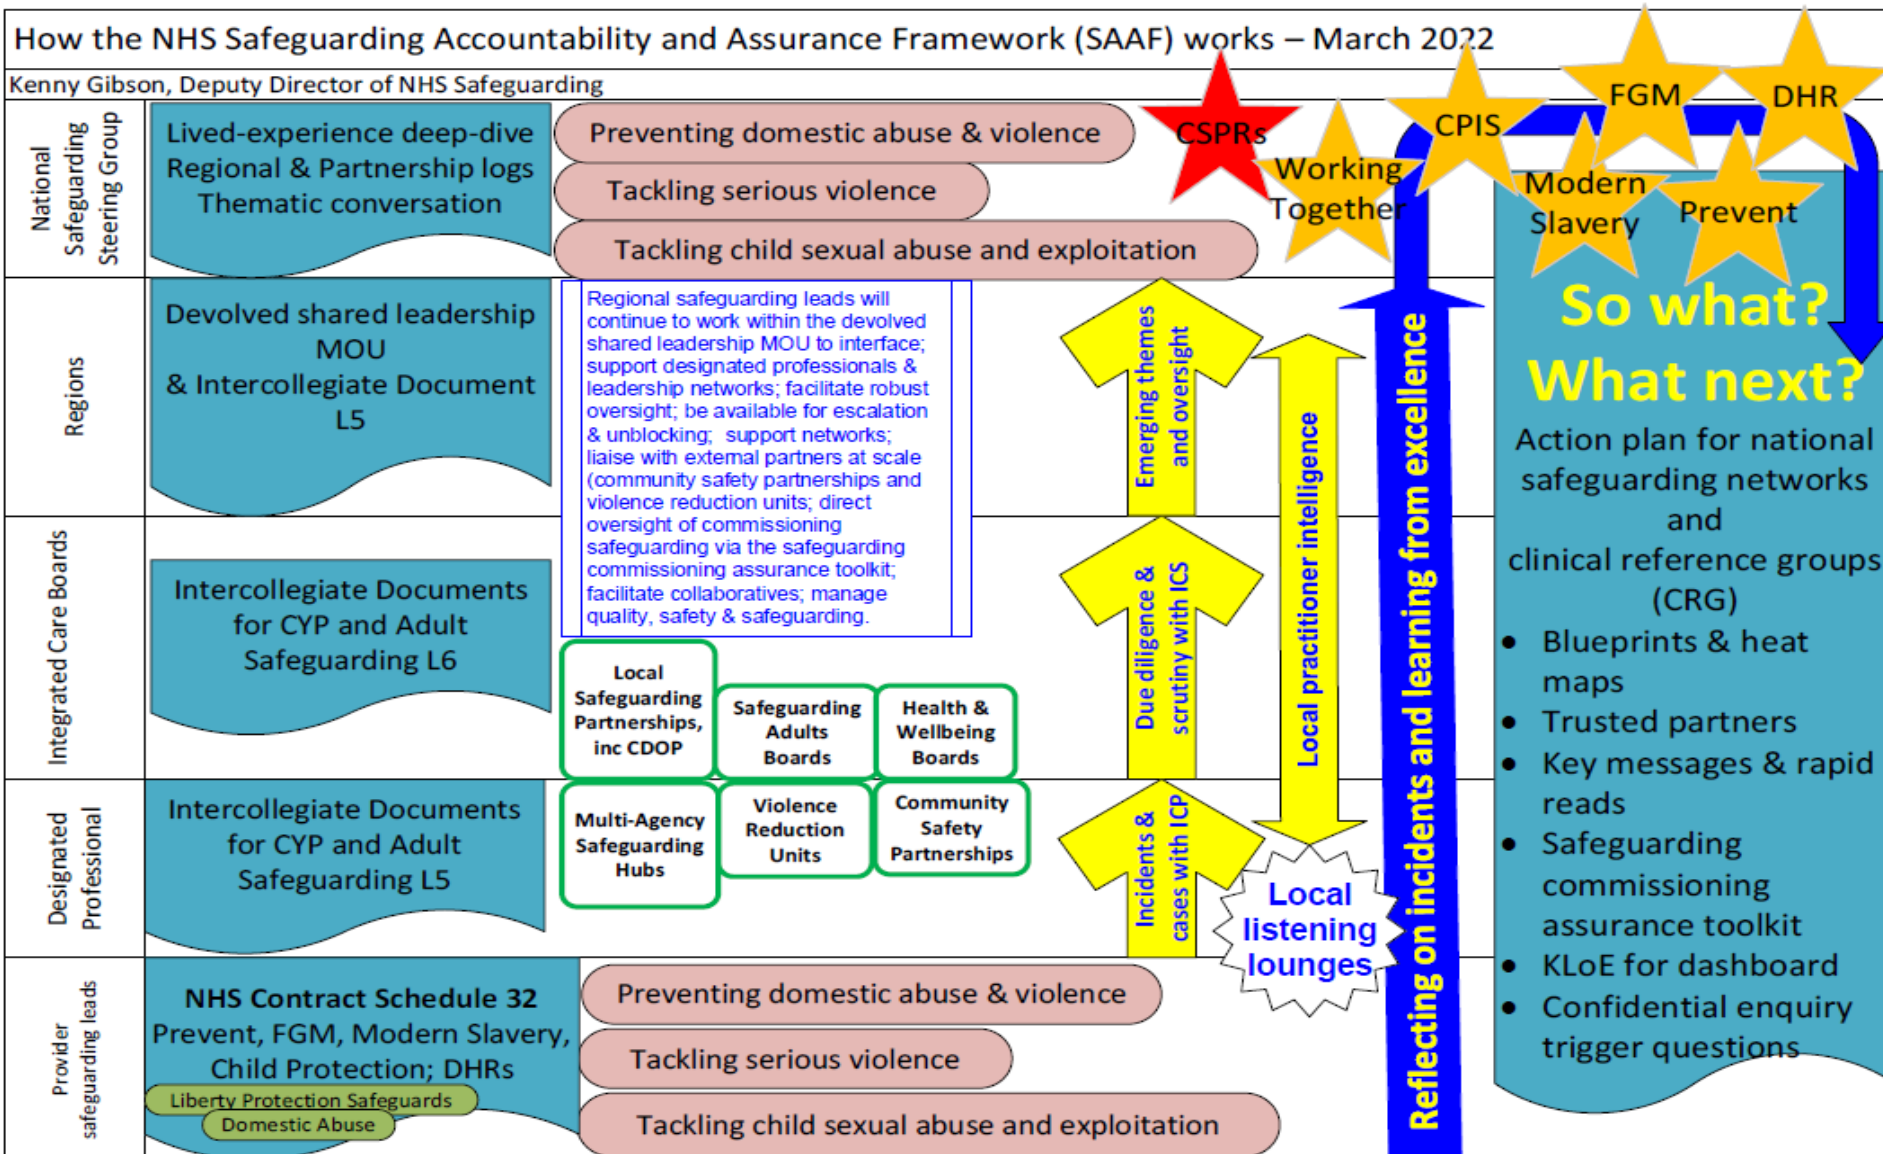 How the NHS Safeguarding Accountability and Assurance Framework (SAAF) works – March 2022
Kenny Gibson, Deputy Director of NHS Safeguarding
National
Safeguarding
Steering Group
Lived-experience deep-dive
Regional & Partnership logs
Thematic conversation
Preventing domestic abuse & violence
Tackling serious violence
Tackling child sexual abuse and exploitation
CSPRs
Working
Together
CPIS
FGM
DHR
Modern
Slavery
Prevent
Regions
Devolved shared leadership
MOU
& Intercollegiate Document
L5
Regional safeguarding leads will
continue to work within the devolved
shared leadership MOU to interface;
support designated professionals &
leadership networks; facilitate robust
oversight; be available for escalation
& unblocking;  support networks;
liaise with external partners at scale
(community safety partnerships and
violence reduction units; direct
oversight of commissioning
safeguarding via the safeguarding
commissioning assurance toolkit;
facilitate collaboratives; manage
quality, safety & safeguarding.
Emerging themes
and oversight
Integrated Care Boards
Intercollegiate Documents
for CYP and Adult
Safeguarding L6
Local
Safeguarding
Partnerships,
inc CDOP
Safeguarding
Adults
Boards
Health &
Wellbeing
Boards
Due diligence &
scrutiny with ICS
Designated
Professional
Intercollegiate Documents
for CYP and Adult
Safeguarding L5
Multi-Agency
Safeguarding
Hubs
Violence
Reduction
Units
Community
Safety
Partnerships
Incidents &
cases with ICP
Local practitioner intelligence
Local
listening
lounges
Reflecting on incidents and learning from excellence
Provider
safeguarding leads
NHS Contract Schedule 32
Prevent, FGM, Modern Slavery,
Child Protection; DHRs
Liberty Protection Safeguards
Domestic Abuse
Preventing domestic abuse & violence
Tackling serious violence
Tackling child sexual abuse and exploitation
So what?
What next?
Action plan for national
safeguarding networks
and
clinical reference groups
(CRG)
• Blueprints & heat
maps
• Trusted partners
• Key messages & rapid
reads
• Safeguarding
commissioning
assurance toolkit
• KLoE for dashboard
• Confidential enquiry
trigger questions